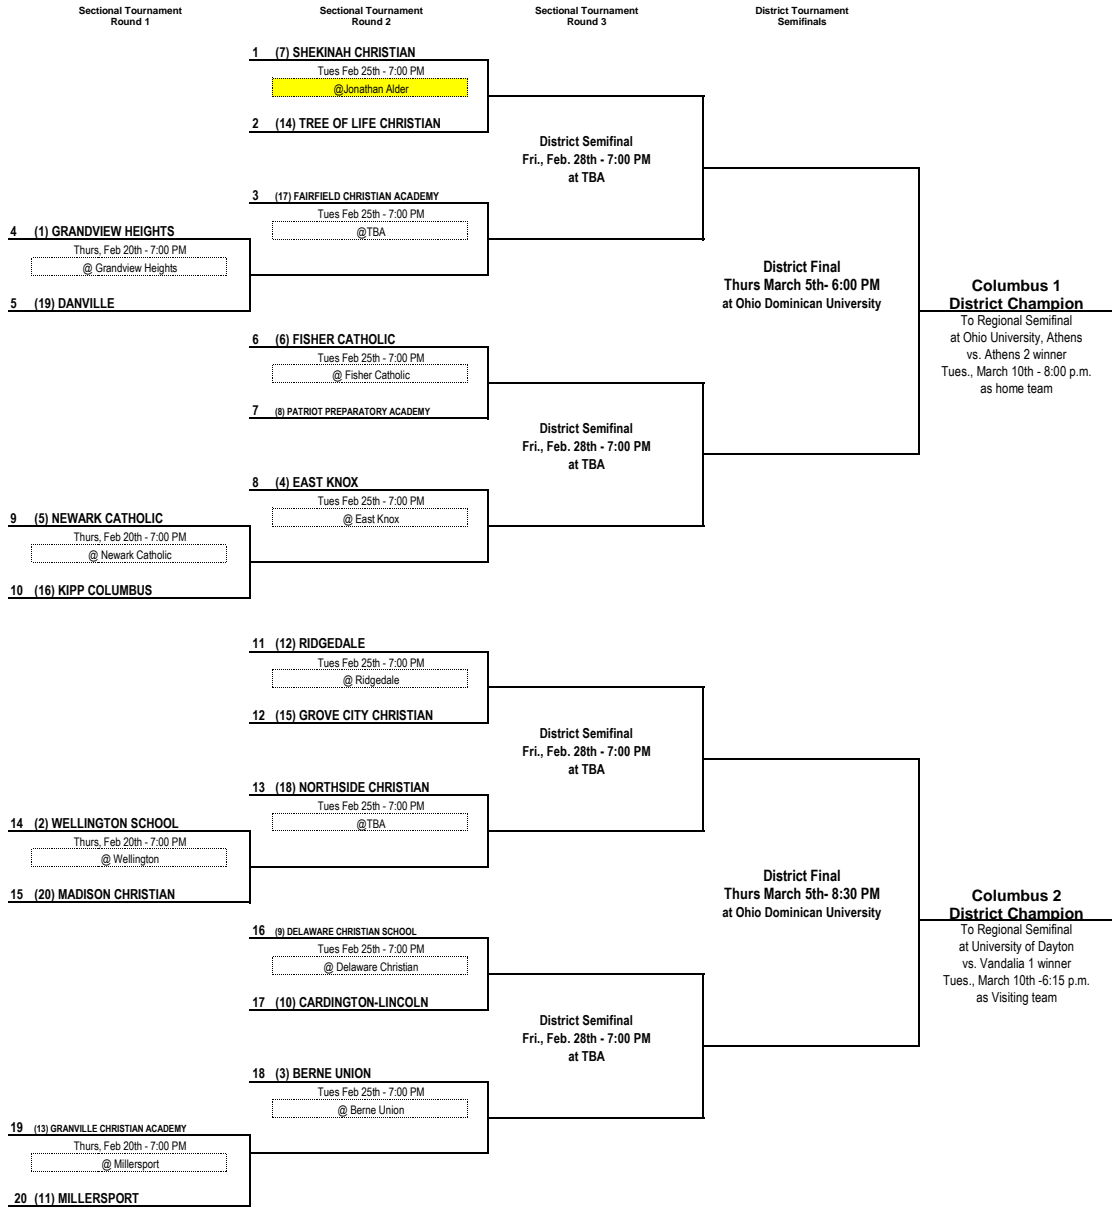 Sectional Tournament
Round 1
Sectional Tournament
Round 2
Sectional Tournament
Round 3
District Tournament
Semifinals
1 (7) SHEKINAH CHRISTIAN
Tues Feb 25th - 7:00 PM
@Jonathan Alder
2 (14) TREE OF LIFE CHRISTIAN
District Semifinal
Fri., Feb. 28th - 7:00 PM
at TBA
3 (17) FAIRFIELD CHRISTIAN ACADEMY
Tues Feb 25th - 7:00 PM
@TBA
4 (1) GRANDVIEW HEIGHTS
Thurs, Feb 20th - 7:00 PM
@ Grandview Heights
5 (19) DANVILLE
District Final
Thurs March 5th- 6:00 PM
at Ohio Dominican University
Columbus 1
District Champion
To Regional Semifinal
at Ohio University, Athens
vs. Athens 2 winner
Tues., March 10th - 8:00 p.m.
as home team
6 (6) FISHER CATHOLIC
Tues Feb 25th - 7:00 PM
@ Fisher Catholic
7 (8) PATRIOT PREPARATORY ACADEMY
District Semifinal
Fri., Feb. 28th - 7:00 PM
at TBA
8 (4) EAST KNOX
Tues Feb 25th - 7:00 PM
@ East Knox
9 (5) NEWARK CATHOLIC
Thurs, Feb 20th - 7:00 PM
@ Newark Catholic
10 (16) KIPP COLUMBUS
11 (12) RIDGEDALE
Tues Feb 25th - 7:00 PM
@ Ridgedale
12 (15) GROVE CITY CHRISTIAN
District Semifinal
Fri., Feb. 28th - 7:00 PM
at TBA
13 (18) NORTHSIDE CHRISTIAN
Tues Feb 25th - 7:00 PM
@TBA
14 (2) WELLINGTON SCHOOL
Thurs, Feb 20th - 7:00 PM
@ Wellington
15 (20) MADISON CHRISTIAN
District Final
Thurs March 5th- 8:30 PM
at Ohio Dominican University
Columbus 2
District Champion
To Regional Semifinal
at University of Dayton
vs. Vandalia 1 winner
Tues., March 10th -6:15 p.m.
as Visiting team
16 (9) DELAWARE CHRISTIAN SCHOOL
Tues Feb 25th - 7:00 PM
@ Delaware Christian
17 (10) CARDINGTON-LINCOLN
District Semifinal
Fri., Feb. 28th - 7:00 PM
at TBA
18 (3) BERNE UNION
Tues Feb 25th - 7:00 PM
@ Berne Union
19 (13) GRANVILLE CHRISTIAN ACADEMY
Thurs, Feb 20th - 7:00 PM
@ Millersport
20 (11) MILLERSPORT